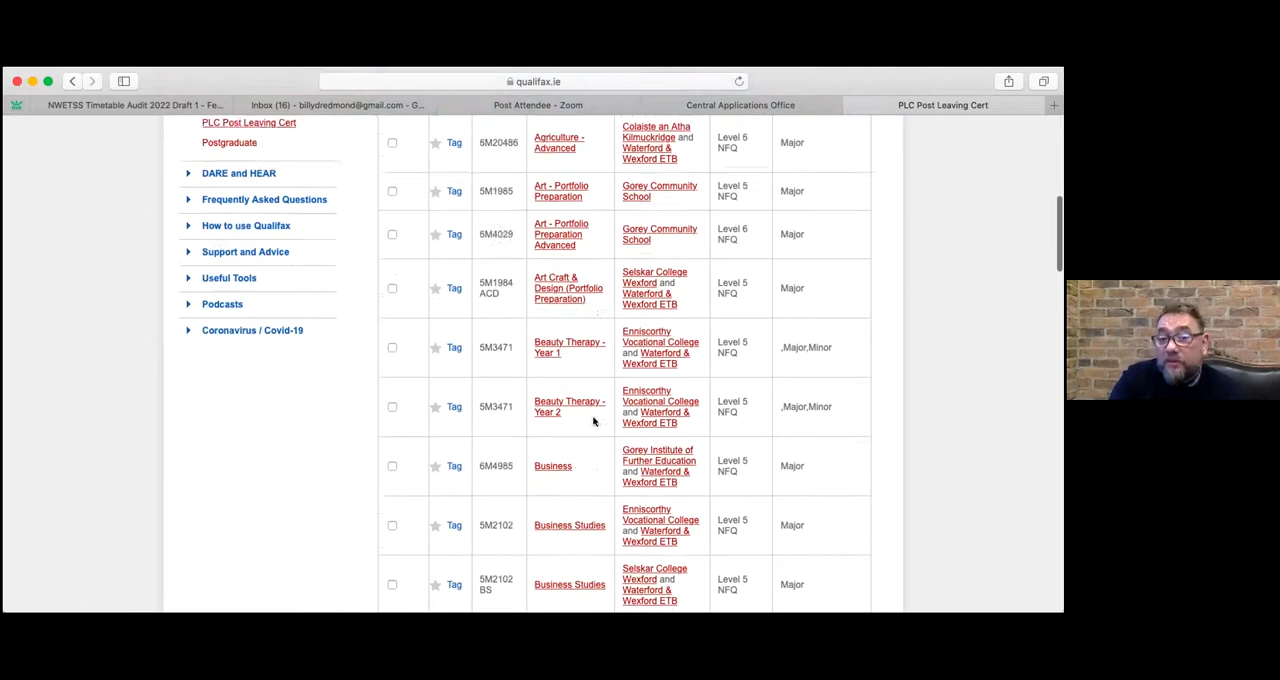 qualifax.ie
NWETSS Timetable Audit 2022 Draft 1 - Fe...
Inbox (16) - billydredmond@gmail.com - G...
Post Attendee - Zoom
Central Applications Office
PLC Post Leaving Cert
PLC Post Leaving Cert
Postgraduate
DARE and HEAR
Frequently Asked Questions
How to use Qualifax
Support and Advice
Useful Tools
Podcasts
Coronavirus / Covid-19
Tag
6M20486
Agriculture -
Advanced
Colaiste an Atha
Kilmuckridge and
Waterford &
Wexford ETB
Level 5
NFQ
Major
Tag
5M1985
Art - Portfolio
Preparation
Gorey Community
School
Level 5
NFQ
Major
Tag
6M4029
Art - Portfolio
Preparation
Advanced
Gorey Community
School
Level 6
NFQ
Major
Tag
5M1984
ACD
Art Craft &
Design (Portfolio
Preparation)
Selskar College
Wexford and
Waterford &
Wexford ETB
Level 5
NFQ
Major
Tag
5M3471
Beauty Therapy -
Year 1
Enniscorthy
Vocational College
and Waterford &
Wexford ETB
Level 5
NFQ
,Major,Minor
Tag
5M3471
Beauty Therapy -
Year 2
Enniscorthy
Vocational College
and Waterford &
Wexford ETB
Level 5
NFQ
,Major,Minor
Tag
6M4985
Business
Gorey Institute of
Further Education
and Waterford &
Wexford ETB
Level 5
NFQ
Major
Tag
5M2102
Business Studies
Enniscorthy
Vocational College
and Waterford &
Wexford ETB
Level 5
NFQ
Major
Tag
5M2102
BS
Business Studies
Selskar College
Wexford and
Waterford &
Wexford ETB
Level 5
NFQ
Major